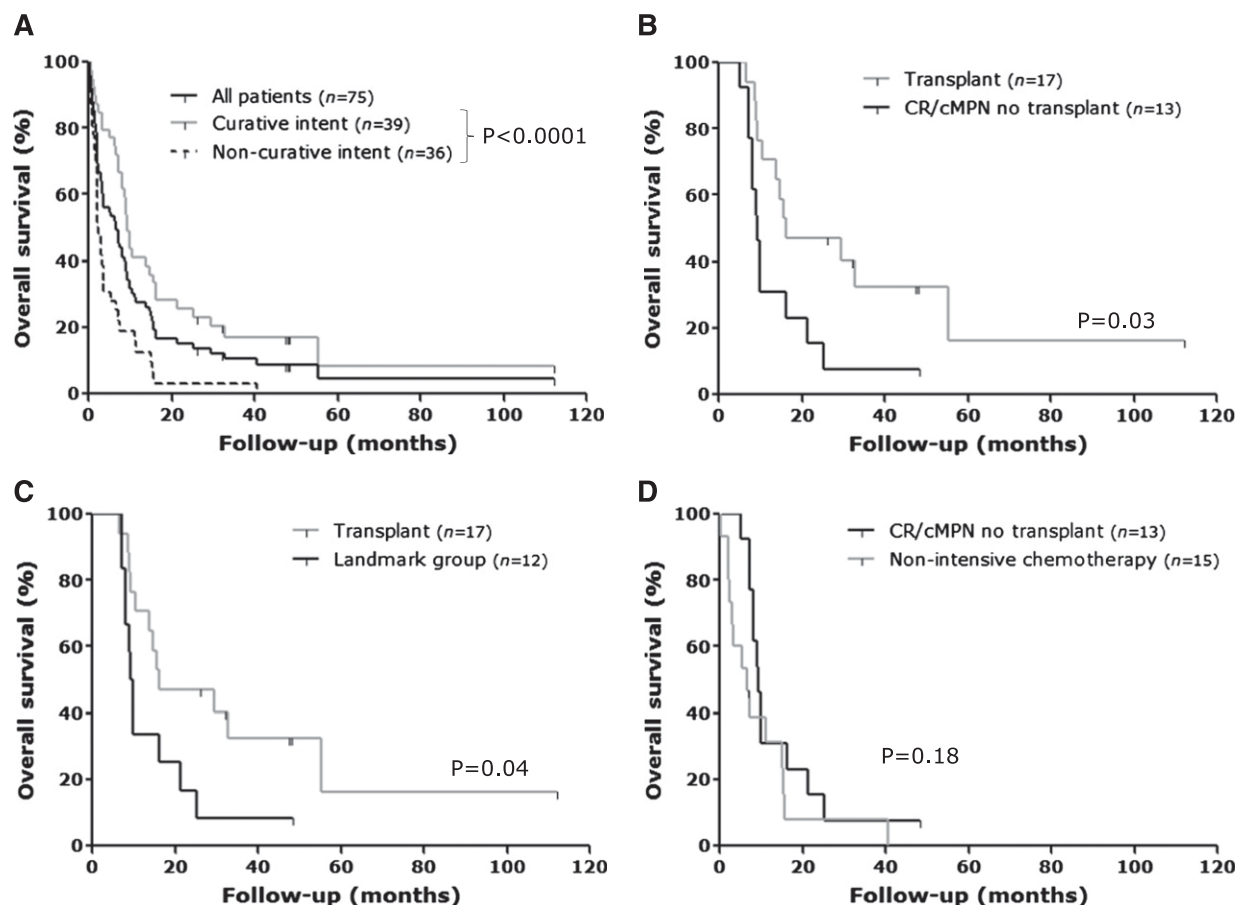 A
Overall survival (%)
100
80
60
40
20
0
All patients (n=75)
Curative intent (n=39)
Non-curative intent (n=36)
P<0.0001
0 20 40 60 80 100 120
Follow-up (months)
B
Overall survival (%)
100
80
60
40
20
0
Transplant (n=17)
CR/cMPN no transplant (n=13)
P=0.03
0 20 40 60 80 100 120
Follow-up (months)
C
Overall survival (%)
100
80
60
40
20
0
Transplant (n=17)
Landmark group (n=12)
P=0.04
0 20 40 60 80 100 120
Follow-up (months)
D
Overall survival (%)
100
80
60
40
20
0
CR/cMPN no transplant (n=13)
Non-intensive chemotherapy (n=15)
P=0.18
0 20 40 60 80 100 120
Follow-up (months)